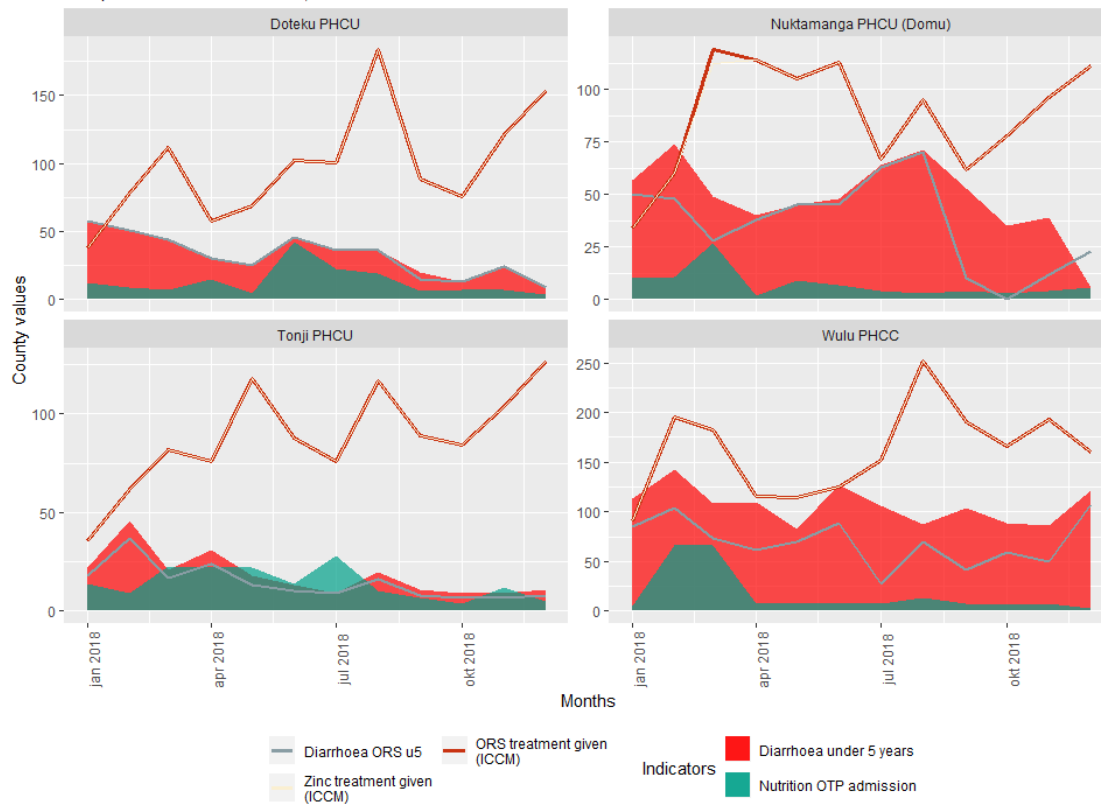 Doteku PHCU
Nuktamanga PHCU (Domu)
150
100
50
0
100
75
50
25
0
Tonji PHCU
Wulu PHCC
100
50
0
250
200
150
100
50
0
County values
jan 2018
apr 2018
jul 2018
okt 2018
jan 2018
apr 2018
jul 2018
okt 2018
Months
Diarrhoea ORS u5
ORS treatment given
(ICCM)
Zinc treatment given
(ICCM)
Indicators
Diarrhoea under 5 years
Nutrition OTP admission